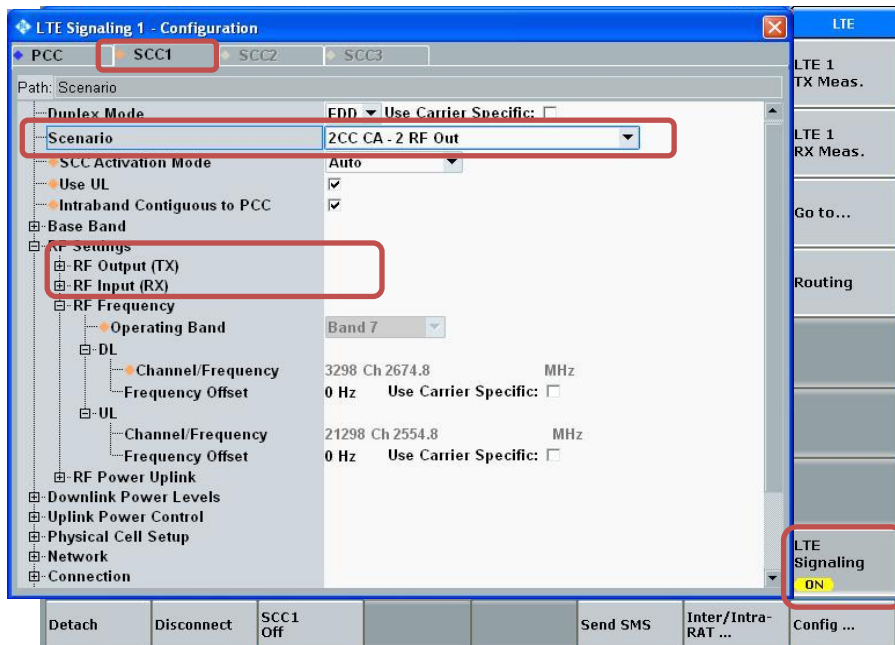 LTE Signaling 1 - Configuration
LTE
PCC SCC1 SCC2 SCC3
Path: Scenario
Duplex Mode FDD Use Carrier Specific:
Scenario 2CC CA - 2 RF Out
SCC Activation Mode Auto
Use UL
Intraband Contiguous to PCC
Base Band
RF Settings
RF Output (TX)
RF Input (RX)
RF Frequency
Operating Band Band 7
DL
Channel/Frequency 3298 Ch 2674.8 MHz
Frequency Offset 0 Hz Use Carrier Specific:
UL
Channel/Frequency 21298 Ch 2554.8 MHz
Frequency Offset 0 Hz Use Carrier Specific:
RF Power Uplink
Downlink Power Levels
Uplink Power Control
Physical Cell Setup
Network
Connection
LTE 1
TX Meas.
LTE 1
RX Meas.
Go to...
Routing
LTE
Signaling
ON
Detach Disconnect SCC1
Off
Send SMS Inter/Intra-
RAT ...
Config ...